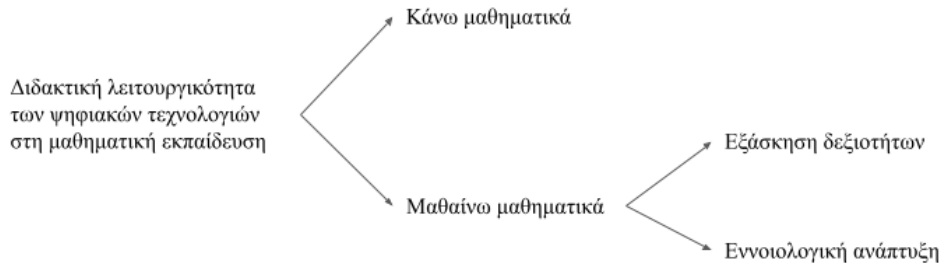 Κάνω μαθηματικά
Διδακτική λειτουργικότητα
των ψηφιακών τεχνολογιών
στη μαθηματική εκπαίδευση
Εξάσκηση δεξιοτήτων
Μαθαίνω μαθηματικά
Εννοιολογική ανάπτυξη